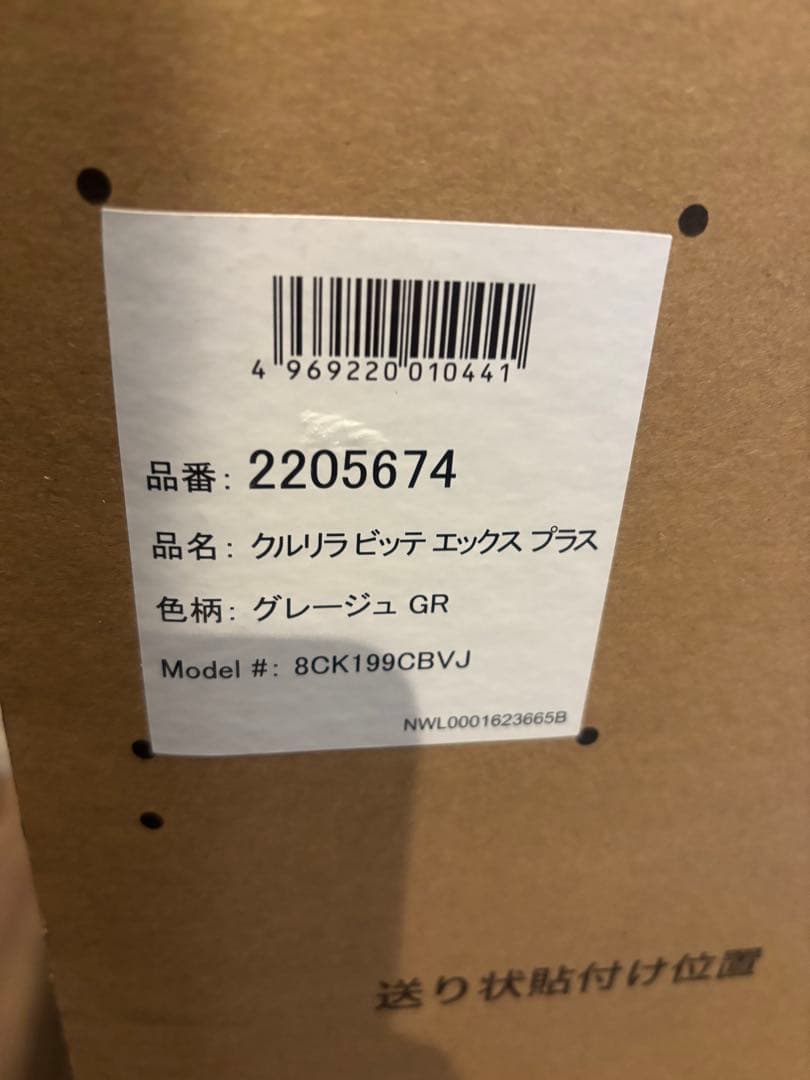 4 969220 010441
品番: 2205674
品名: クルリラ ビッテ エックス プラス
色柄: グレージュ GR
Model #: 8CK199CBVJ
NWL0001623665B
送り状貼付け位置